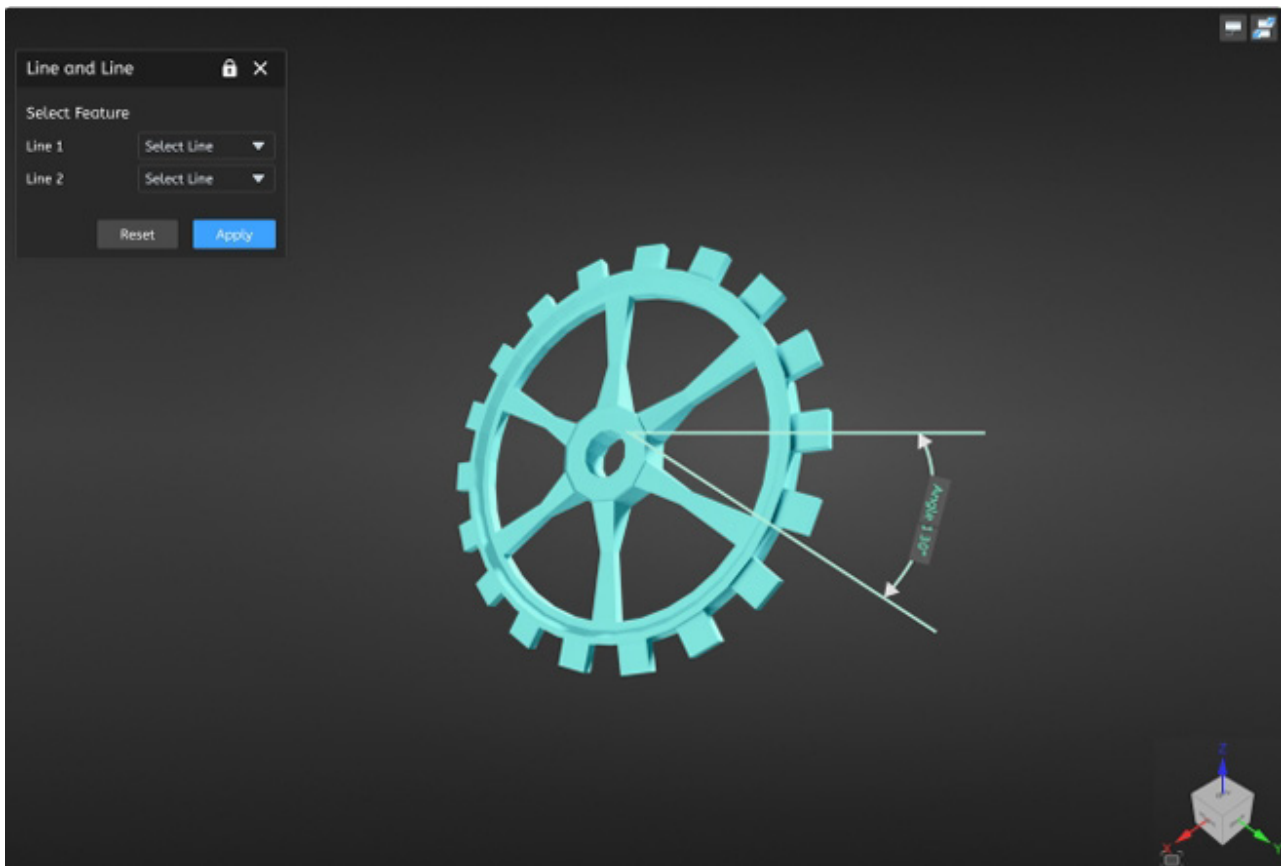 Line and Line
Select Feature
Line 1
Select Line
Line 2
Select Line
Reset
Apply
Angle 1 30°
X